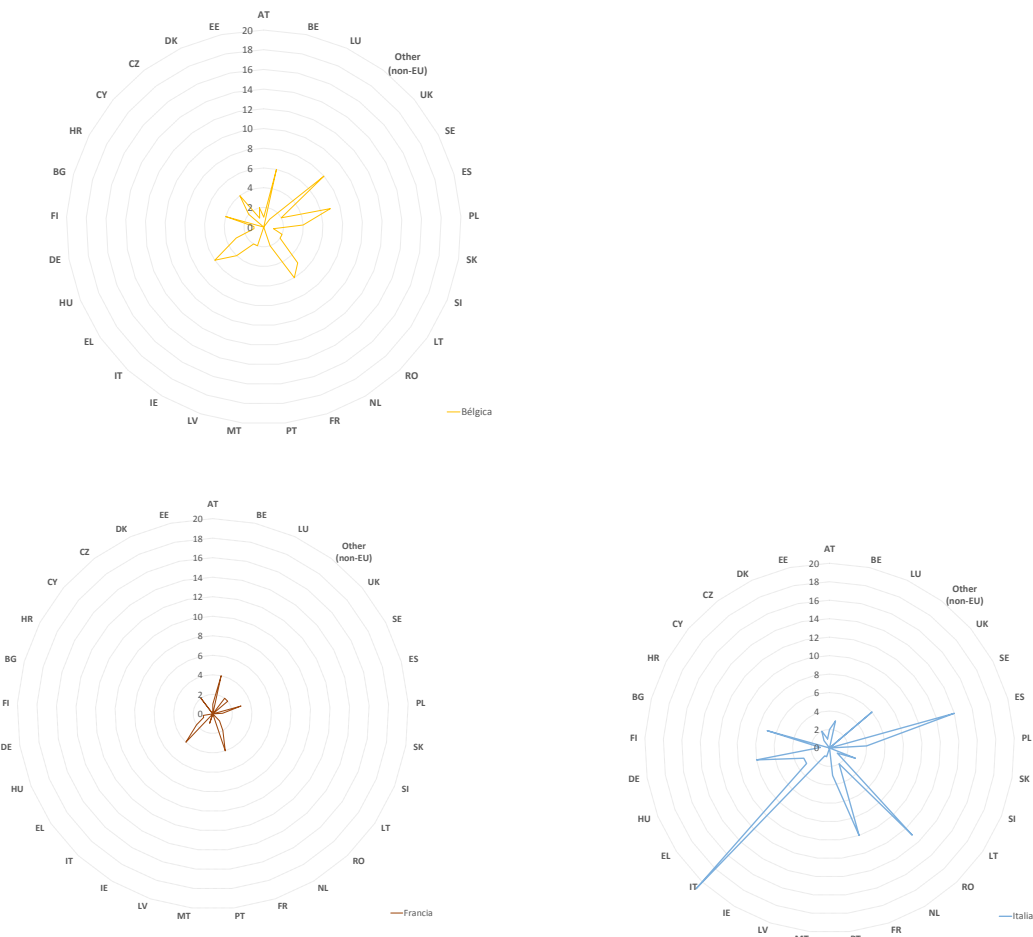 AT
EE
BE
DK
LU
CZ
Other
(non-EU)
CY
UK
HR
SE
BG
ES
FI
PL
DE
SK
HU
SI
EL
LT
IT
RO
IE
NL
LV
FR
MT
PT
20
18
16
14
12
10
8
6
4
2
0
Bélgica
AT
EE
BE
DK
LU
CZ
Other
(non-EU)
CY
UK
HR
SE
BG
ES
FI
PL
DE
SK
HU
SI
EL
LT
IT
RO
IE
NL
LV
FR
MT
PT
20
18
16
14
12
10
8
6
4
2
0
Francia
AT
EE
BE
DK
LU
CZ
Other
(non-EU)
CY
UK
HR
SE
BG
ES
FI
PL
DE
SK
HU
SI
EL
LT
IT
RO
IE
NL
LV
FR
20
18
16
14
12
10
8
6
4
2
0
Italia